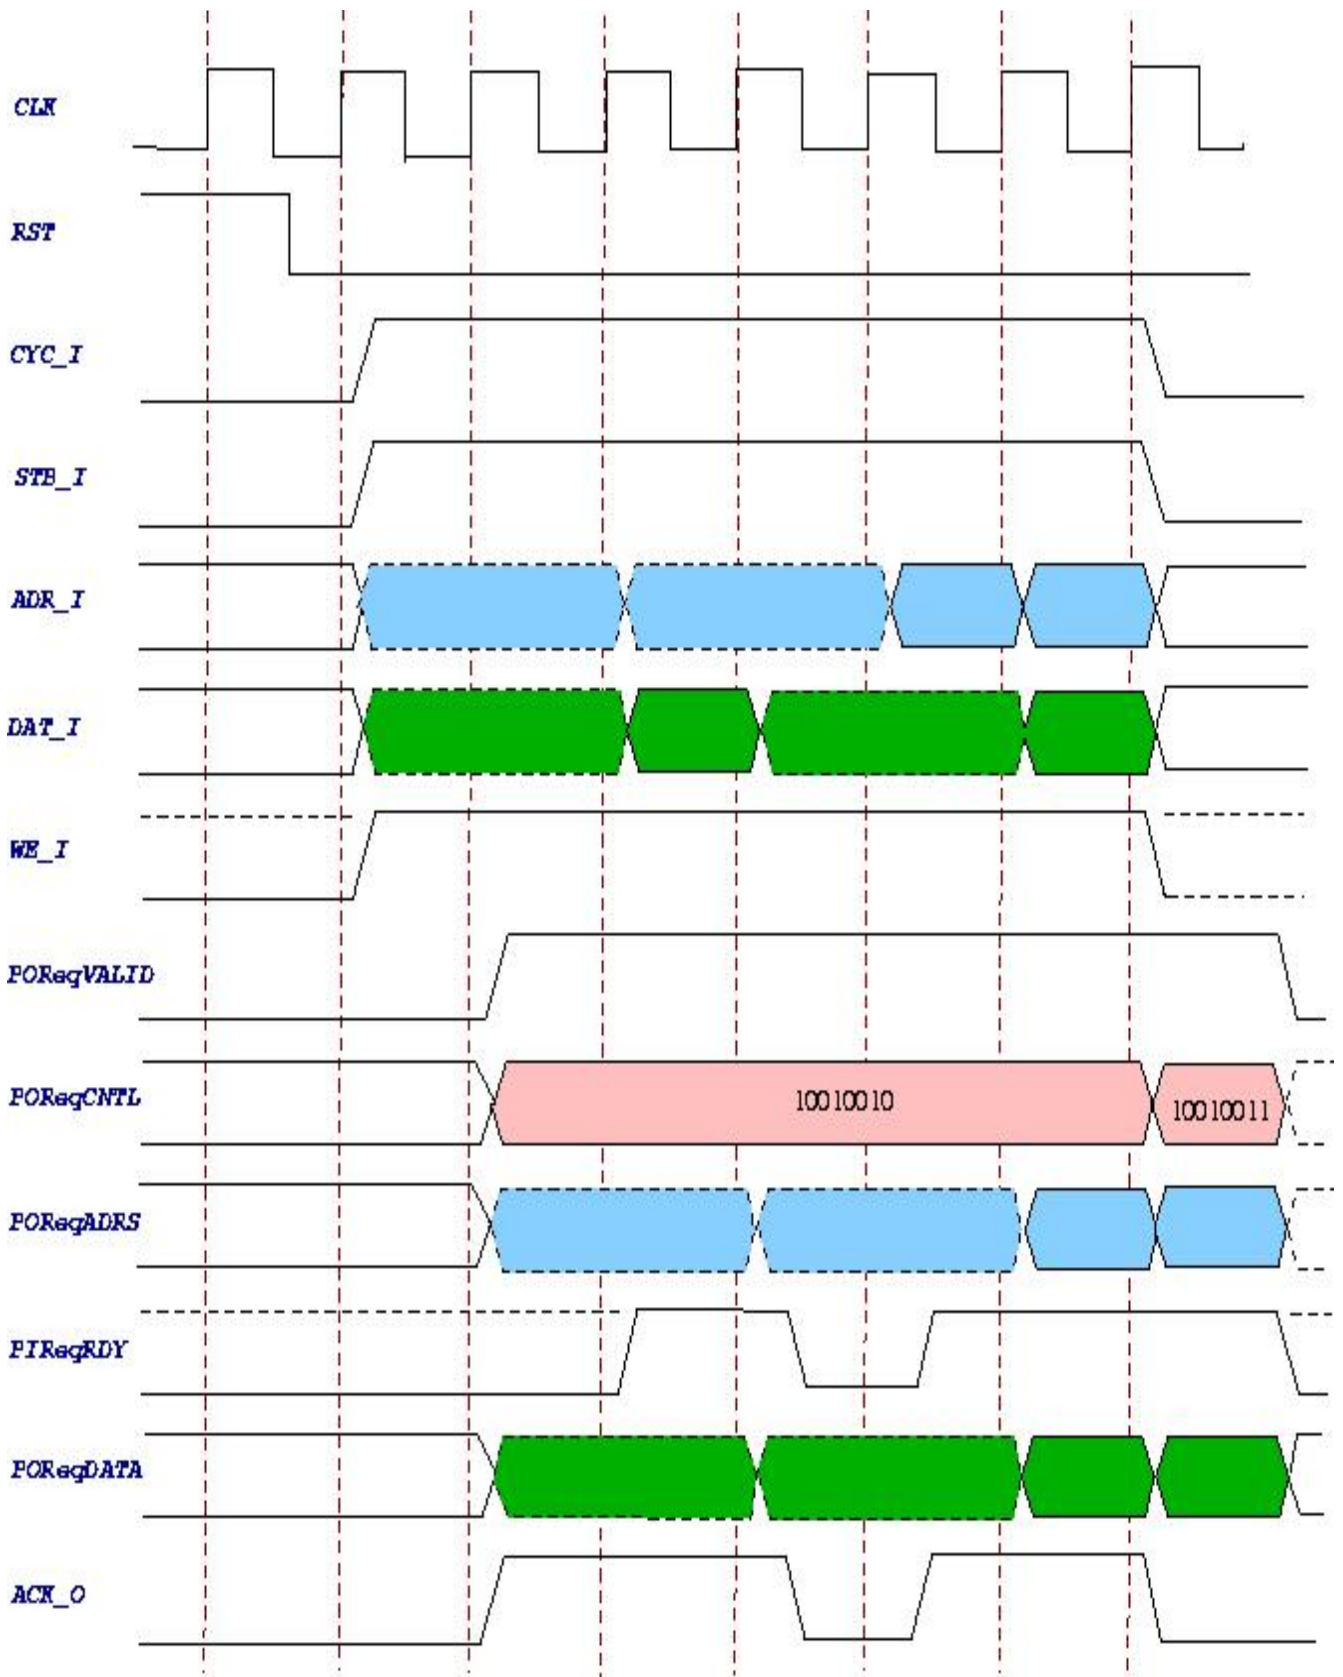 CLK
RST
CYC_I
STB_I
ADR_I
DAT_I
WE_I
POReqVALID
POReqCNTL 10010010 10010011
POReqADRS
PIReqRDY
POReqDATA
ACK_O